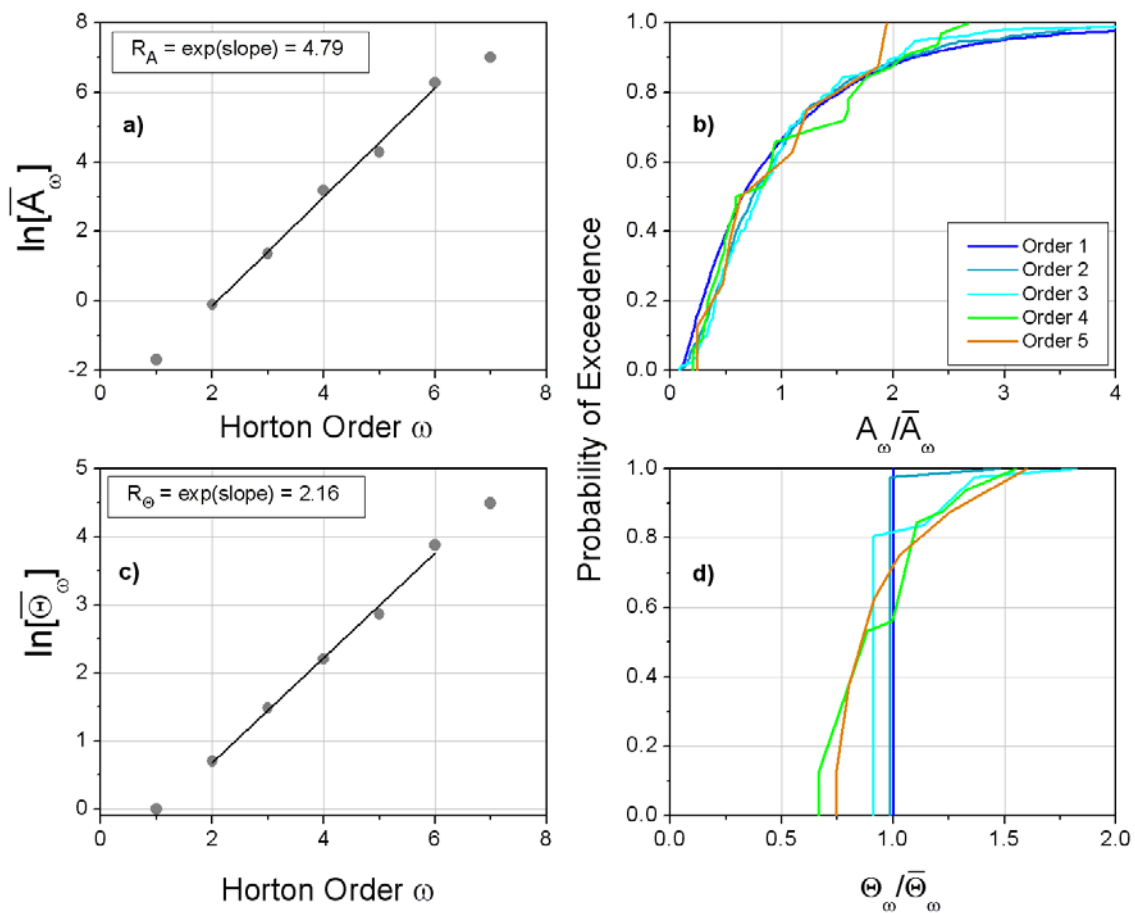 8
6
4
2
0
-2
ln[A̅_ω]
R_A = exp(slope) = 4.79
a)
0 2 4 6 8
Horton Order ω
1.0
0.8
0.6
0.4
0.2
0.0
Probability of Exceedence
b)
Order 1
Order 2
Order 3
Order 4
Order 5
0 1 2 3 4
A_ω/A̅_ω
5
4
3
2
1
0
ln[Θ̅_ω]
R_Θ = exp(slope) = 2.16
c)
0 2 4 6 8
Horton Order ω
1.0
0.8
0.6
0.4
0.2
0.0
d)
0.0 0.5 1.0 1.5 2.0
Θ_ω/Θ̅_ω